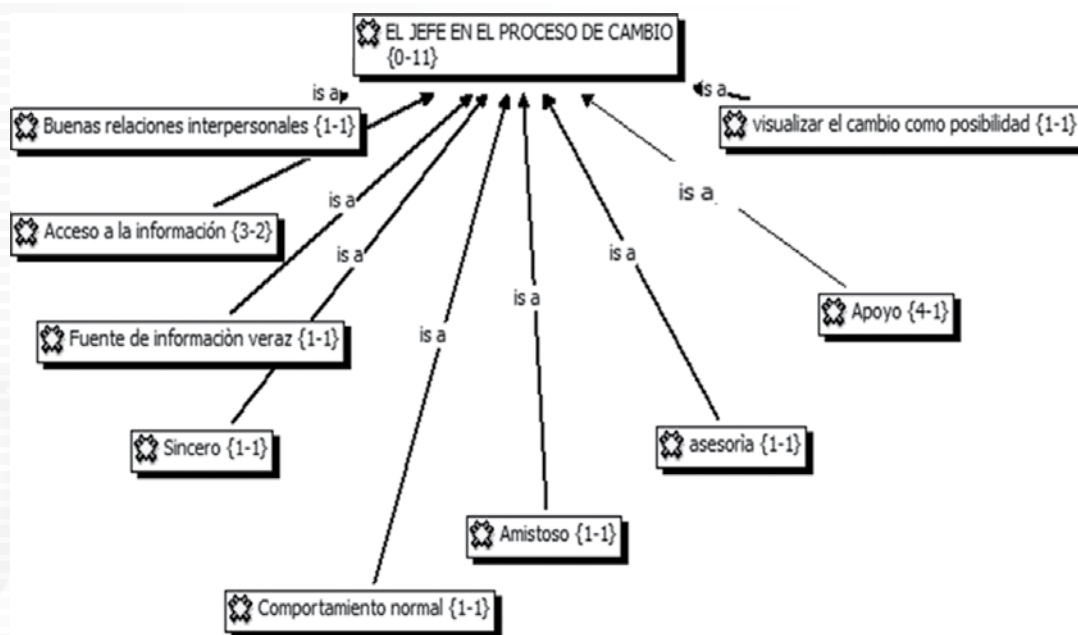 EL JEFE EN EL PROCESO DE CAMBIO
{0-11}
is a
is a
Buenas relaciones interpersonales {1-1}
visualizar el cambio como posibilidad {1-1}
is a
is a
Acceso a la información {3-2}
is a
is a
is a
Apoyo {4-1}
Fuente de informaciòn veraz {1-1}
is a
Sincero {1-1}
asesorìa {1-1}
Amistoso {1-1}
Comportamiento normal {1-1}